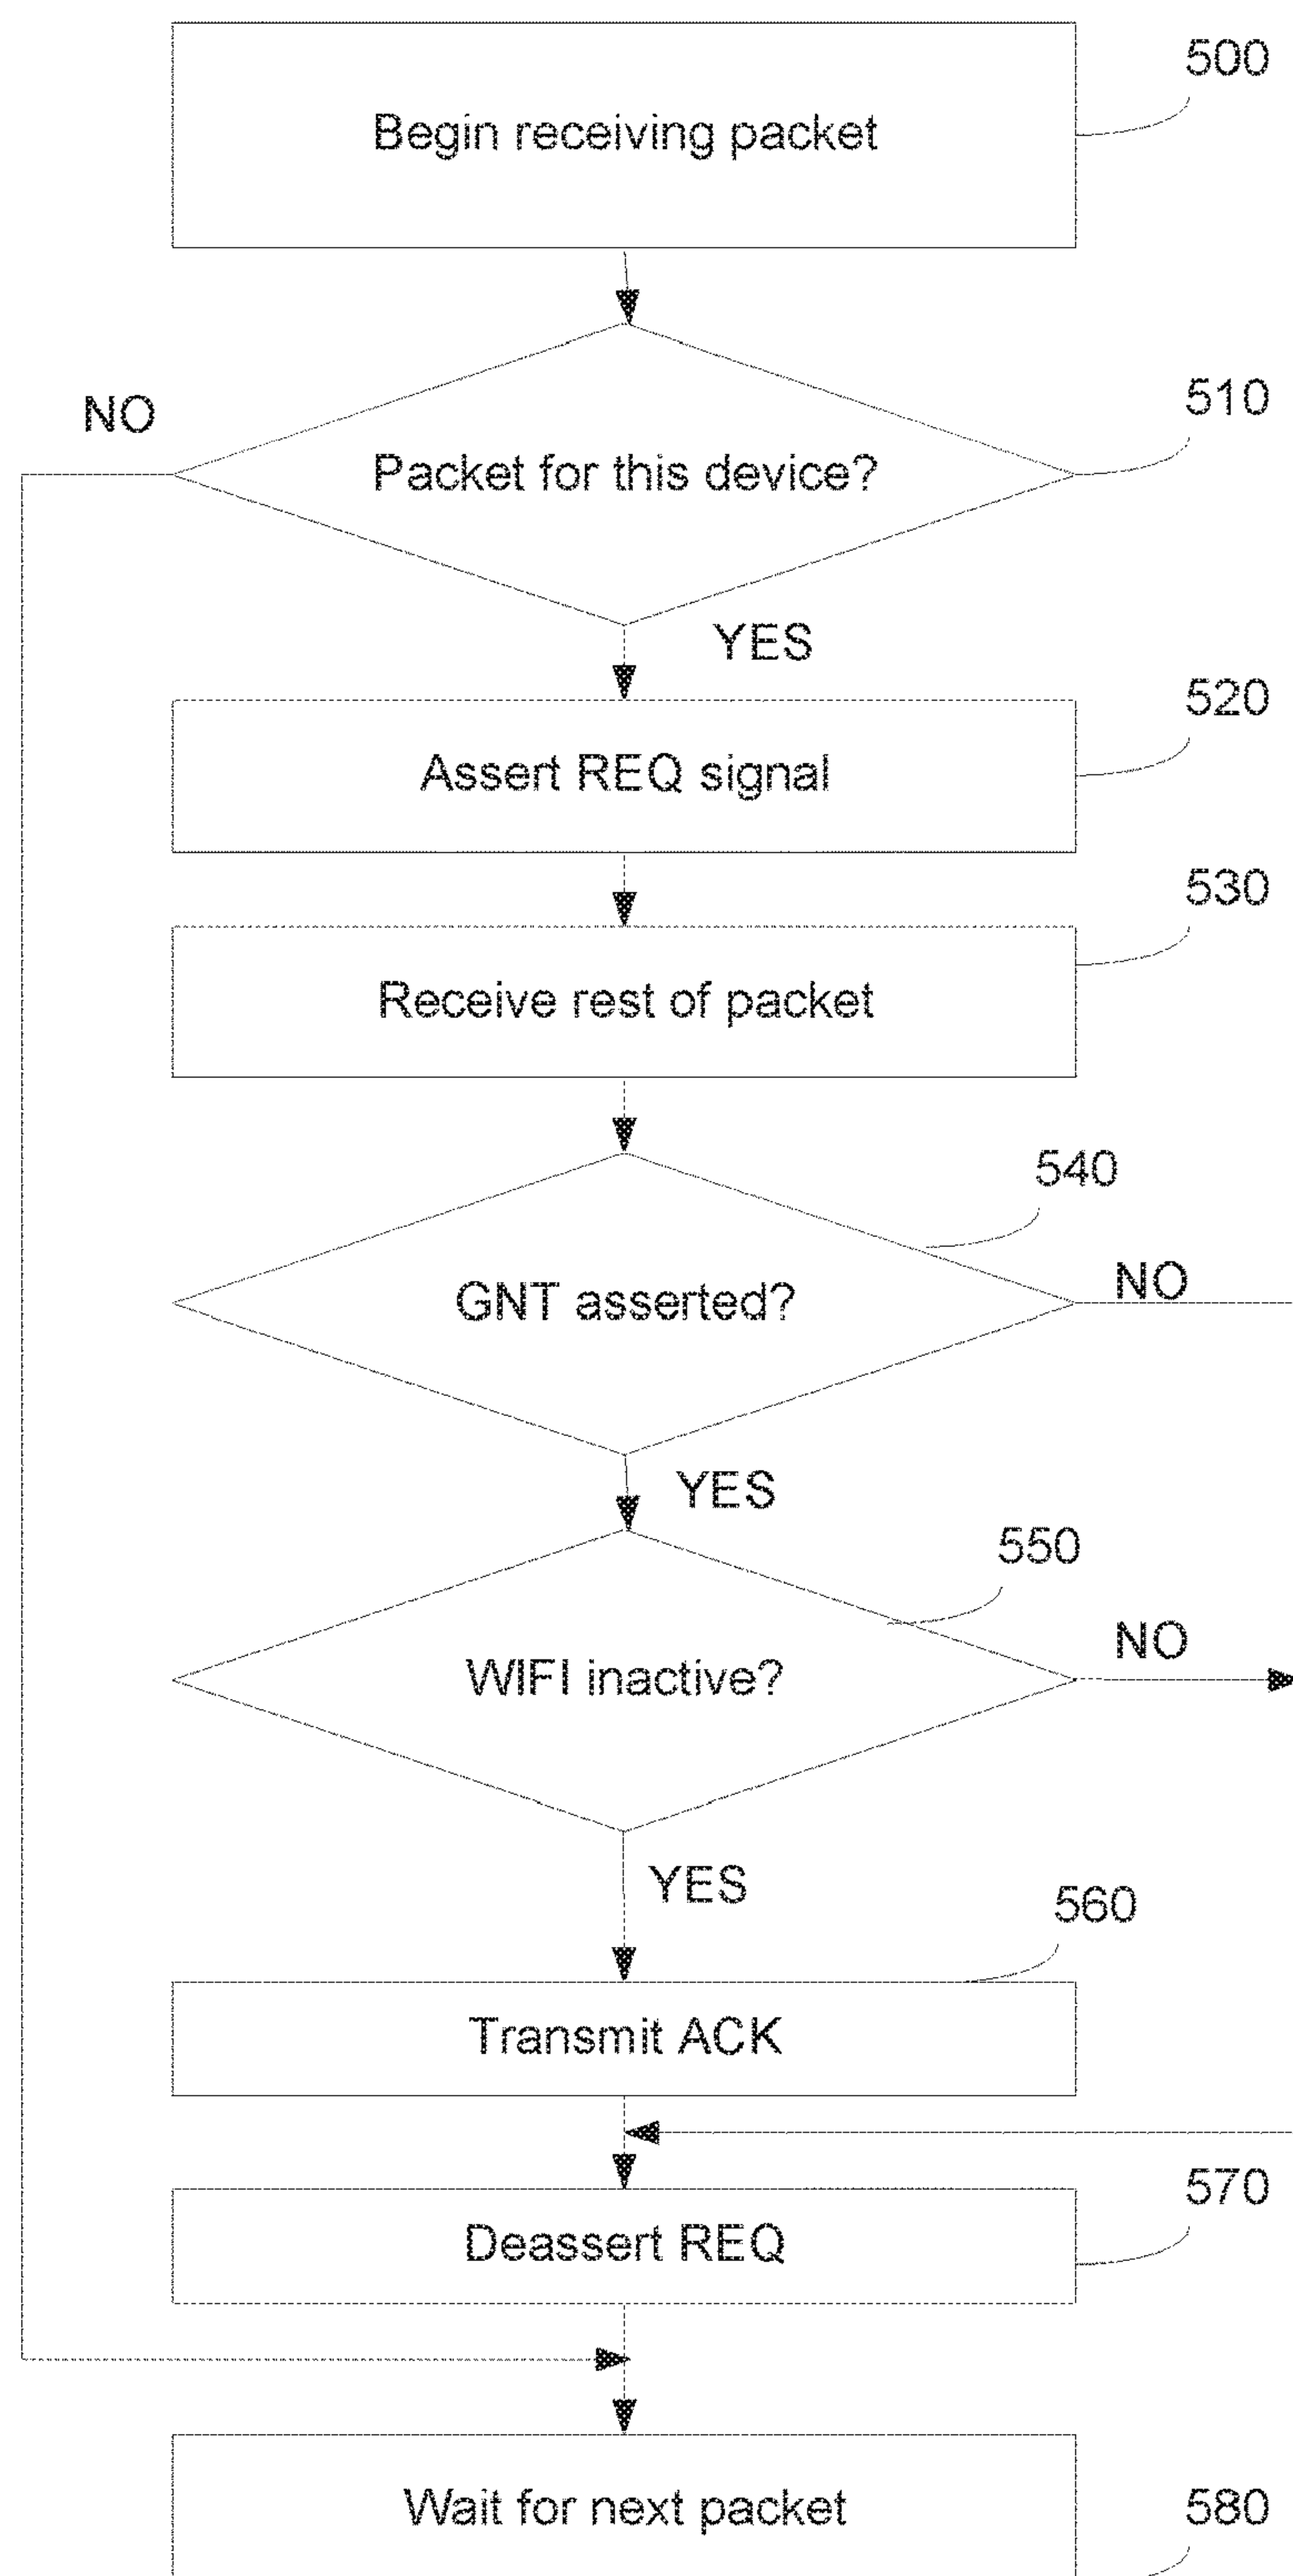 500
Begin receiving packet
510
NO
Packet for this device?
YES
520
Assert REQ signal
530
Receive rest of packet
540
NO
GNT asserted?
YES
550
NO
WIFI inactive?
YES
560
Transmit ACK
570
Deassert REQ
Wait for next packet
580